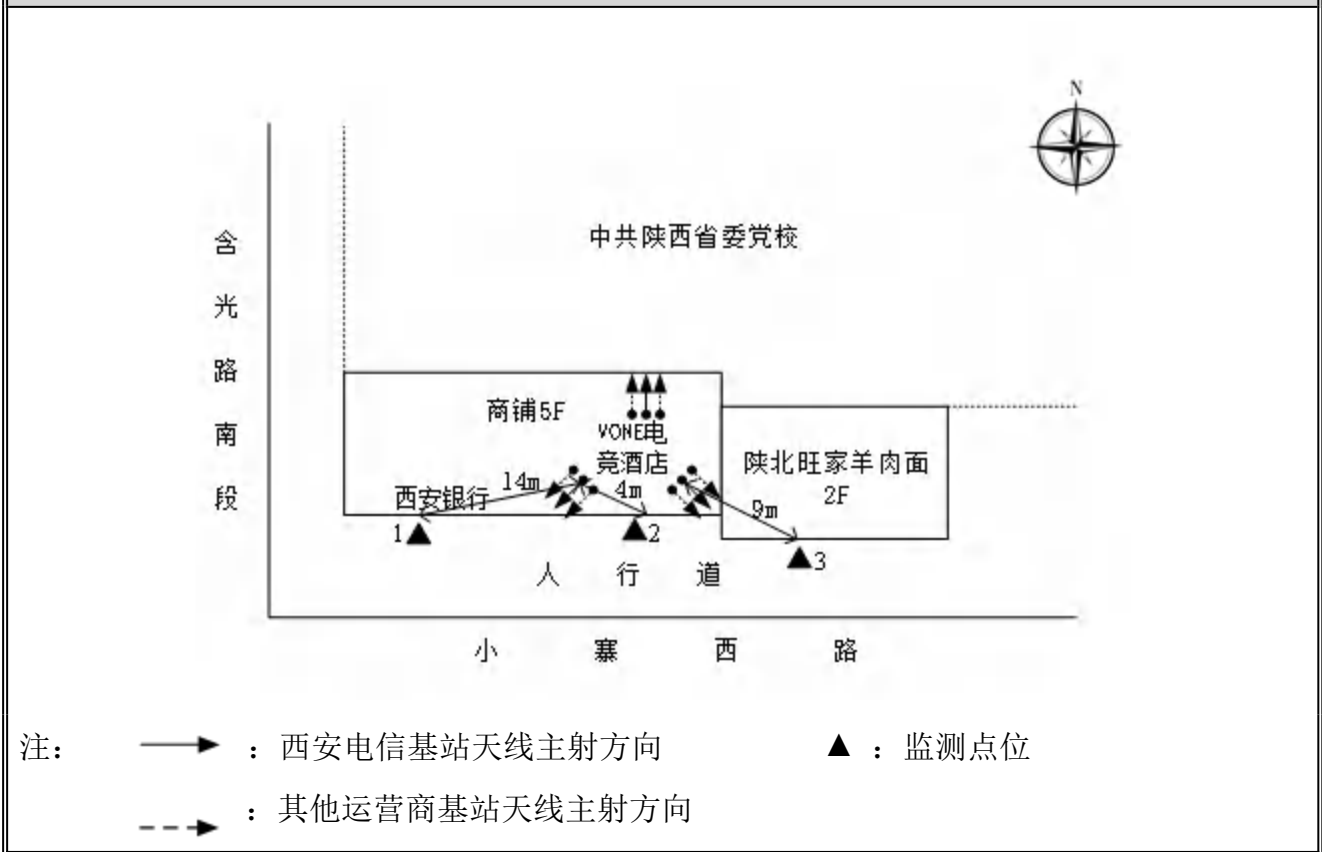 N
中共陕西省委党校
含光路南段
商铺5F
VONE电
竞酒店
陕北旺家羊肉面
2F
西安银行
14m
4m
9m
1
2
3
人行道
小寨西路
注：
：西安电信基站天线主射方向
▲：监测点位
：其他运营商基站天线主射方向